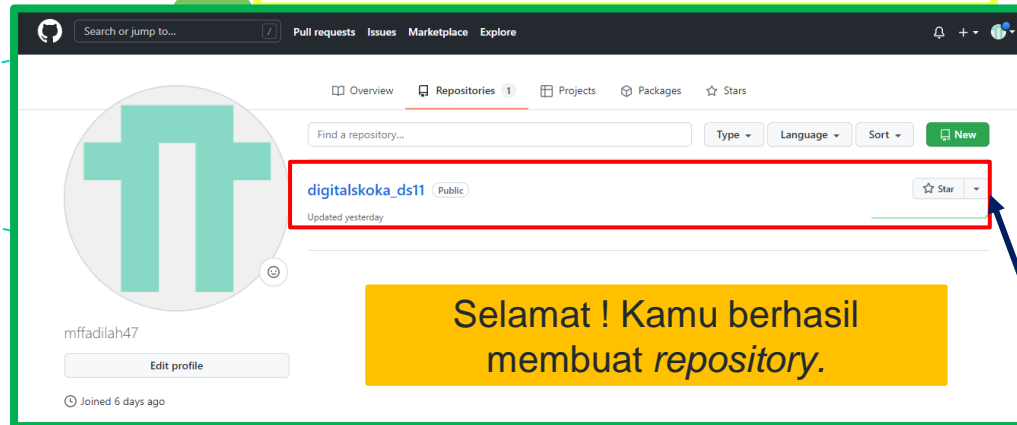 Search or jump to... /
Pull requests Issues Marketplace Explore
Overview Repositories 1 Projects Packages Stars
Find a repository...
Type Language Sort New
digitalskoka_ds11 Public
Star
Updated yesterday
Selamat ! Kamu berhasil
membuat repository.
mffadilah47
Edit profile
Joined 6 days ago